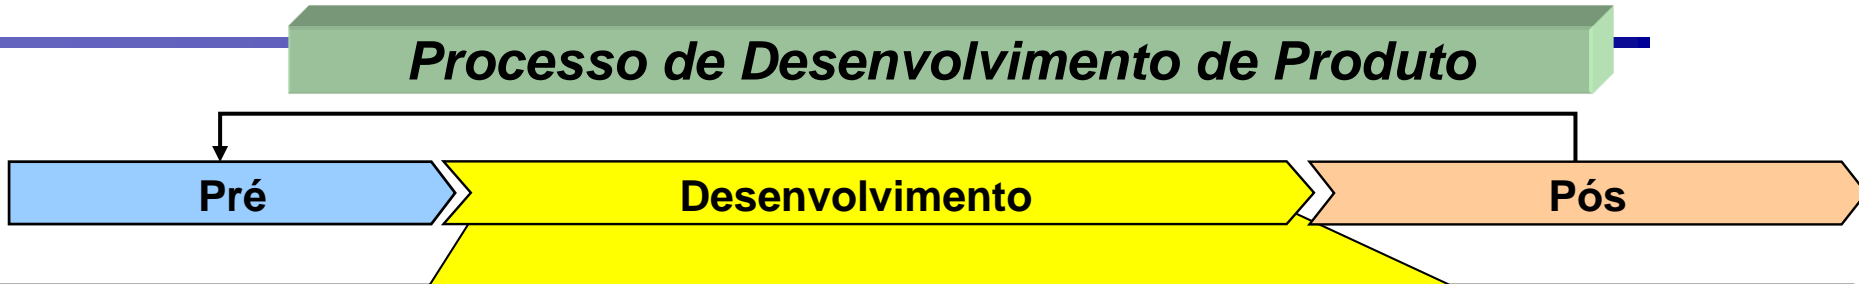 Processo de Desenvolvimento de Produto
Pré
Desenvolvimento
Pós